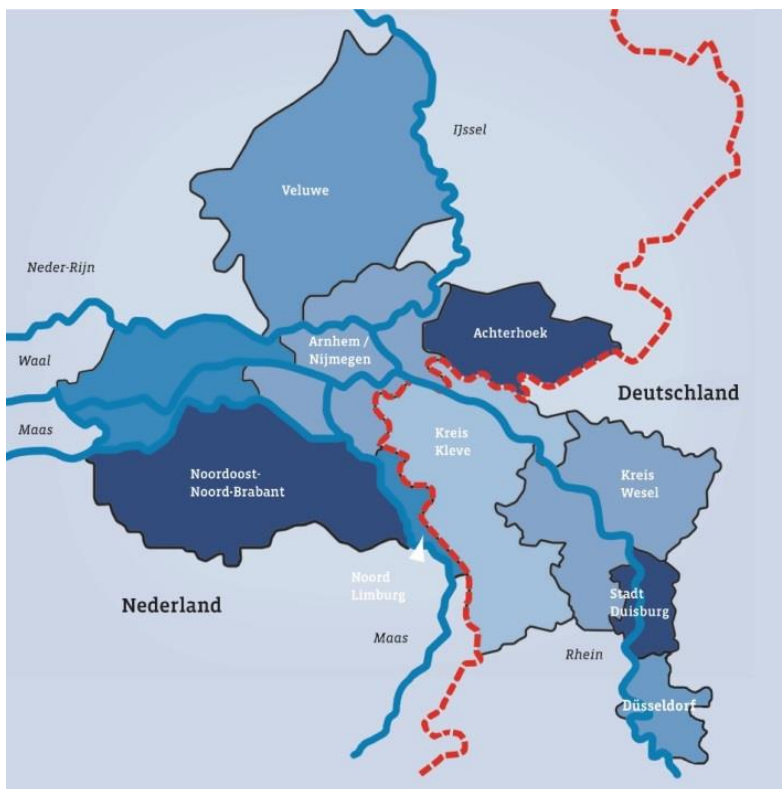 IJssel
Veluwe
Neder-Rijn
Arnhem /
Nijmegen
Achterhoek
Waal
Deutschland
Maas
Kreis
Kleve
Noordoost-
Noord-Brabant
Kreis
Wesel
Noord
Limburg
Stadt
Duisburg
Nederland
Maas
Rhein
Düsseldorf